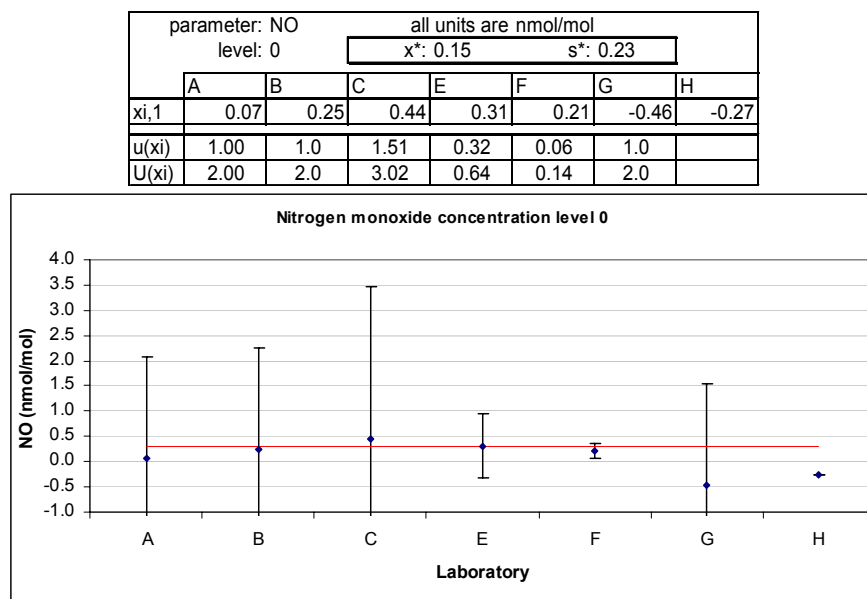 parameter: NO all units are nmol/mol
level: 0 x*: 0.15 s*: 0.23
A B C E F G H
xi,1 0.07 0.25 0.44 0.31 0.21 -0.46 -0.27
u(xi) 1.00 1.0 1.51 0.32 0.06 1.0
U(xi) 2.00 2.0 3.02 0.64 0.14 2.0
Nitrogen monoxide concentration level 0
4.0
3.5
3.0
2.5
2.0
1.5
1.0
0.5
0.0
-0.5
-1.0
NO (nmol/mol)
A B C E F G H
Laboratory